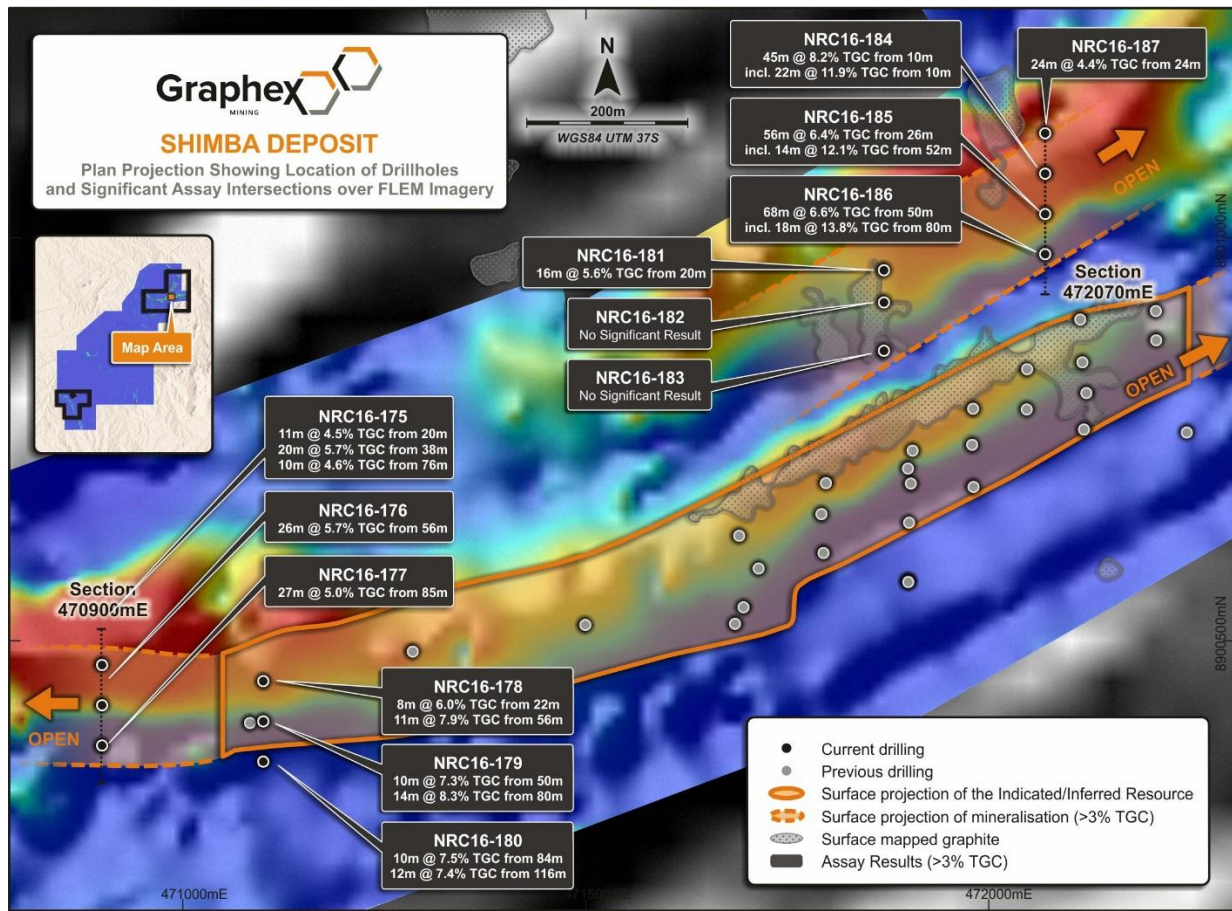 Graphex
MINING
SHIMBA DEPOSIT
Plan Projection Showing Location of Drillholes
and Significant Assay Intersections over FLEM Imagery
N
200m
WGS84 UTM 37S
NRC16-184
45m @ 8.2% TGC from 10m
incl. 22m @ 11.9% TGC from 10m
NRC16-187
24m @ 4.4% TGC from 24m
NRC16-185
56m @ 6.4% TGC from 26m
incl. 14m @ 12.1% TGC from 52m
NRC16-186
68m @ 6.6% TGC from 50m
incl. 18m @ 13.8% TGC from 80m
OPEN
NRC16-181
16m @ 5.6% TGC from 20m
NRC16-182
No Significant Result
NRC16-183
No Significant Result
Section
472070mE
OPEN
Map Area
NRC16-175
11m @ 4.5% TGC from 20m
20m @ 5.7% TGC from 38m
10m @ 4.6% TGC from 76m
NRC16-176
26m @ 5.7% TGC from 56m
NRC16-177
27m @ 5.0% TGC from 85m
Section
470900mE
OPEN
NRC16-178
8m @ 6.0% TGC from 22m
11m @ 7.9% TGC from 56m
NRC16-179
10m @ 7.3% TGC from 50m
14m @ 8.3% TGC from 80m
NRC16-180
10m @ 7.5% TGC from 84m
12m @ 7.4% TGC from 116m
8900500mN
Current drilling
Previous drilling
Surface projection of the Indicated/Inferred Resource
Surface projection of mineralisation (>3% TGC)
Surface mapped graphite
Assay Results (>3% TGC)
471000mE
471500mE
472000mE